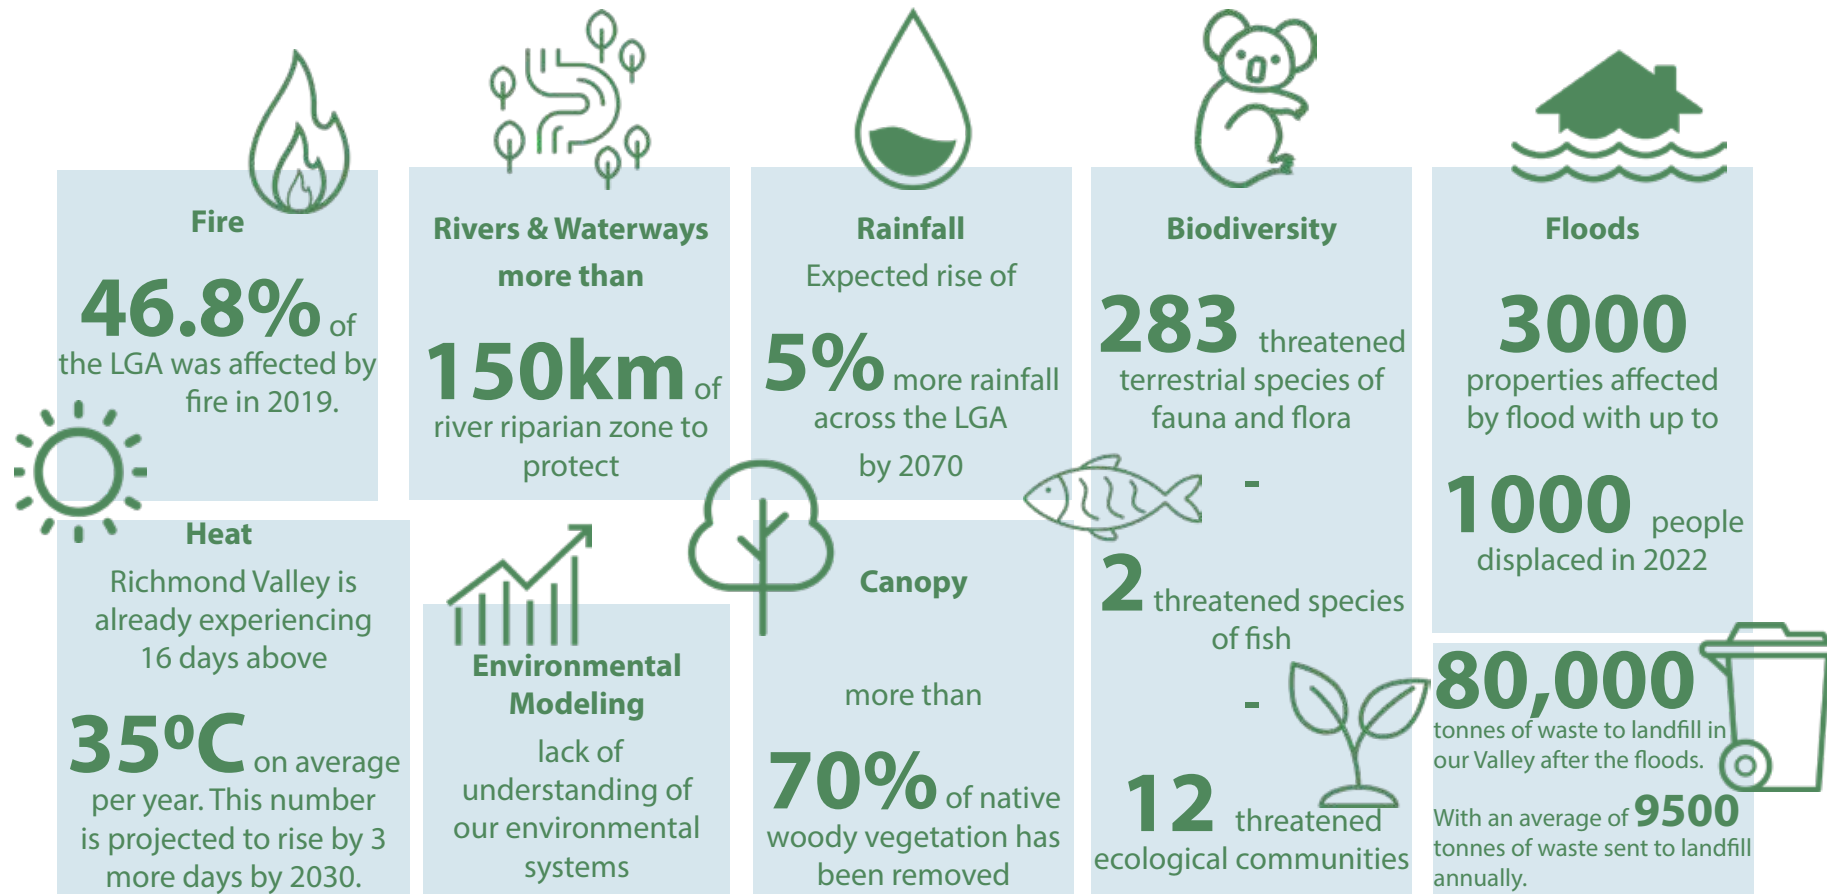 Fire
46.8% of
the LGA was affected by
fire in 2019.
Rivers & Waterways
more than
150km of
river riparian zone to
protect
Rainfall
Expected rise of
5% more rainfall
across the LGA
by 2070
Biodiversity
283 threatened
terrestrial species of
fauna and flora
-
2 threatened species
of fish
-
12 threatened
ecological communities
Floods
3000
properties affected
by flood with up to
1000 people
displaced in 2022
Heat
Richmond Valley is
already experiencing
16 days above
35ºC on average
per year. This number
is projected to rise by 3
more days by 2030.
Environmental
Modeling
lack of
understanding of
our environmental
systems
Canopy
more than
70% of native
woody vegetation has
been removed
80,000
tonnes of waste to landfill in
our Valley after the floods.
With an average of 9500
tonnes of waste sent to landfill
annually.